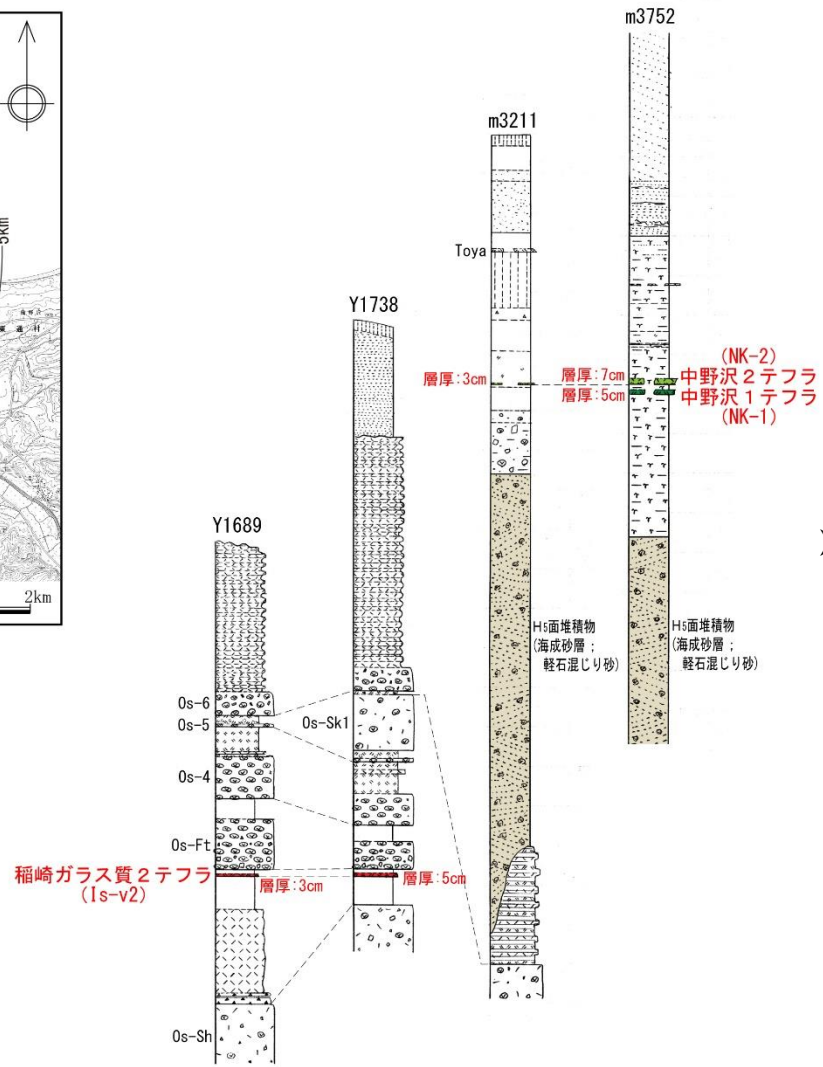 5km
東通村
2km
m3752
m3211
Toya
Y1738
層厚:3cm
層厚:7cm
層厚:5cm
(NK-2)
中野沢2テフラ
中野沢1テフラ
(NK-1)
Y1689
H5面堆積物
(海成砂層;
軽石混じり砂)
H5面堆積物
(海成砂層;
軽石混じり砂)
Os-6
Os-5
Os-Sk1
Os-4
Os-Ft
稲崎ガラス質2テフラ
(Is-v2)
層厚:3cm
層厚:5cm
Os-Sh